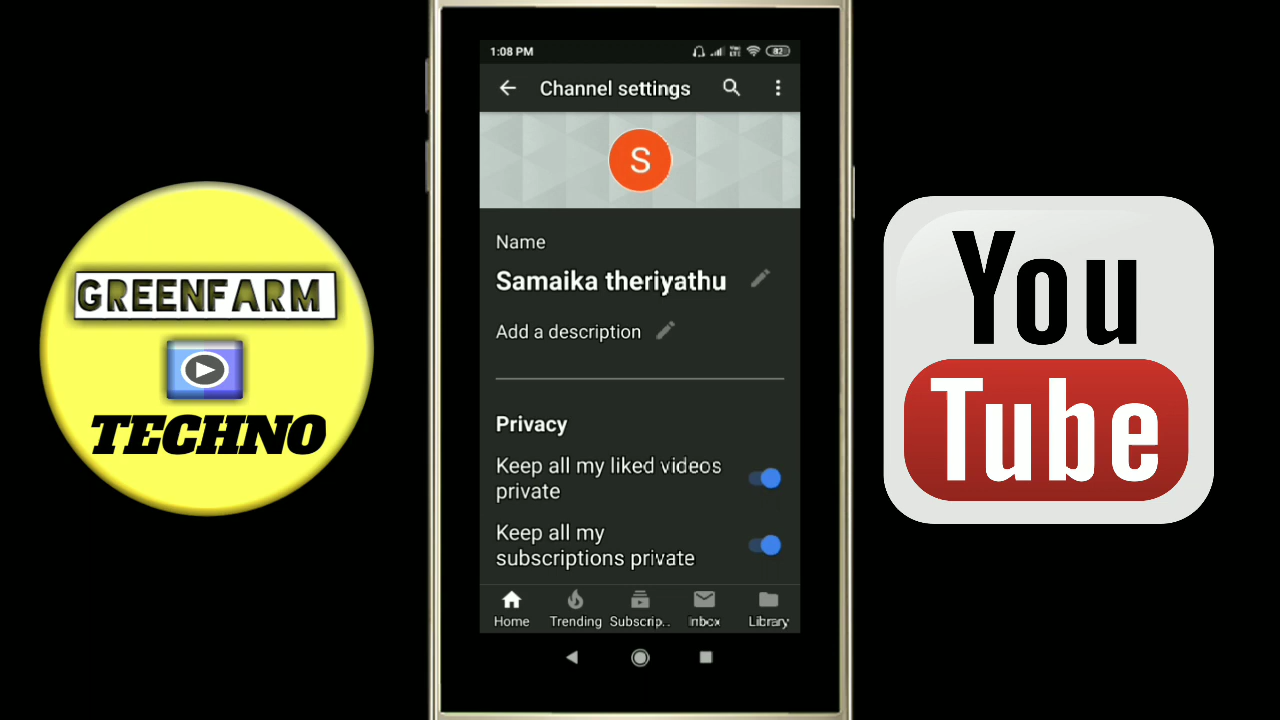 GREENFARM
TECHNO
1:08 PM
82
Channel settings
S
Name
Samaika theriyathu
Add a description
Privacy
Keep all my liked videos
private
Keep all my
subscriptions private
Home Trending Subscrip.. Inbox Library
You
Tube